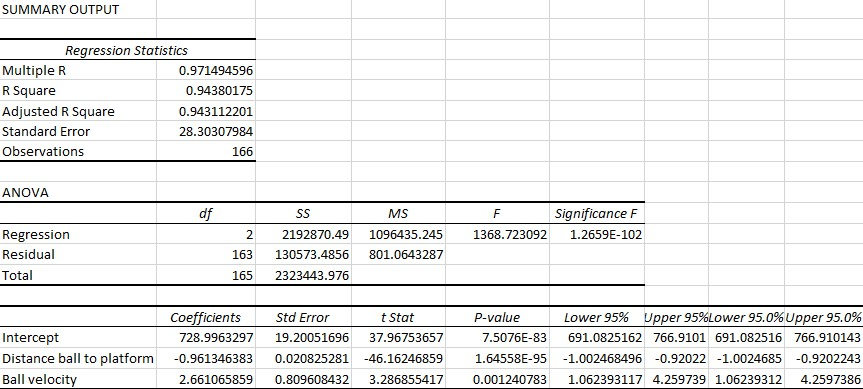 SUMMARY OUTPUT
Regression Statistics
Multiple R 0.971494596
R Square 0.94380175
Adjusted R Square 0.943112201
Standard Error 28.30307984
Observations 166
ANOVA
df SS MS F Significance F
Regression 2 2192870.49 1096435.245 1368.723092 1.2659E-102
Residual 163 130573.4856 801.0643287
Total 165 2323443.976
Coefficients Std Error t Stat P-value Lower 95% Upper 95% Lower 95.0% Upper 95.0%
Intercept 728.9963297 19.20051696 37.96753657 7.5076E-83 691.0825162 766.9101 691.082516 766.910143
Distance ball to platform -0.961346383 0.020825281 -46.16246859 1.64558E-95 -1.002468496 -0.92022 -1.0024685 -0.9202243
Ball velocity 2.661065859 0.809608432 3.286855417 0.001240783 1.062393117 4.259739 1.06239312 4.2597386